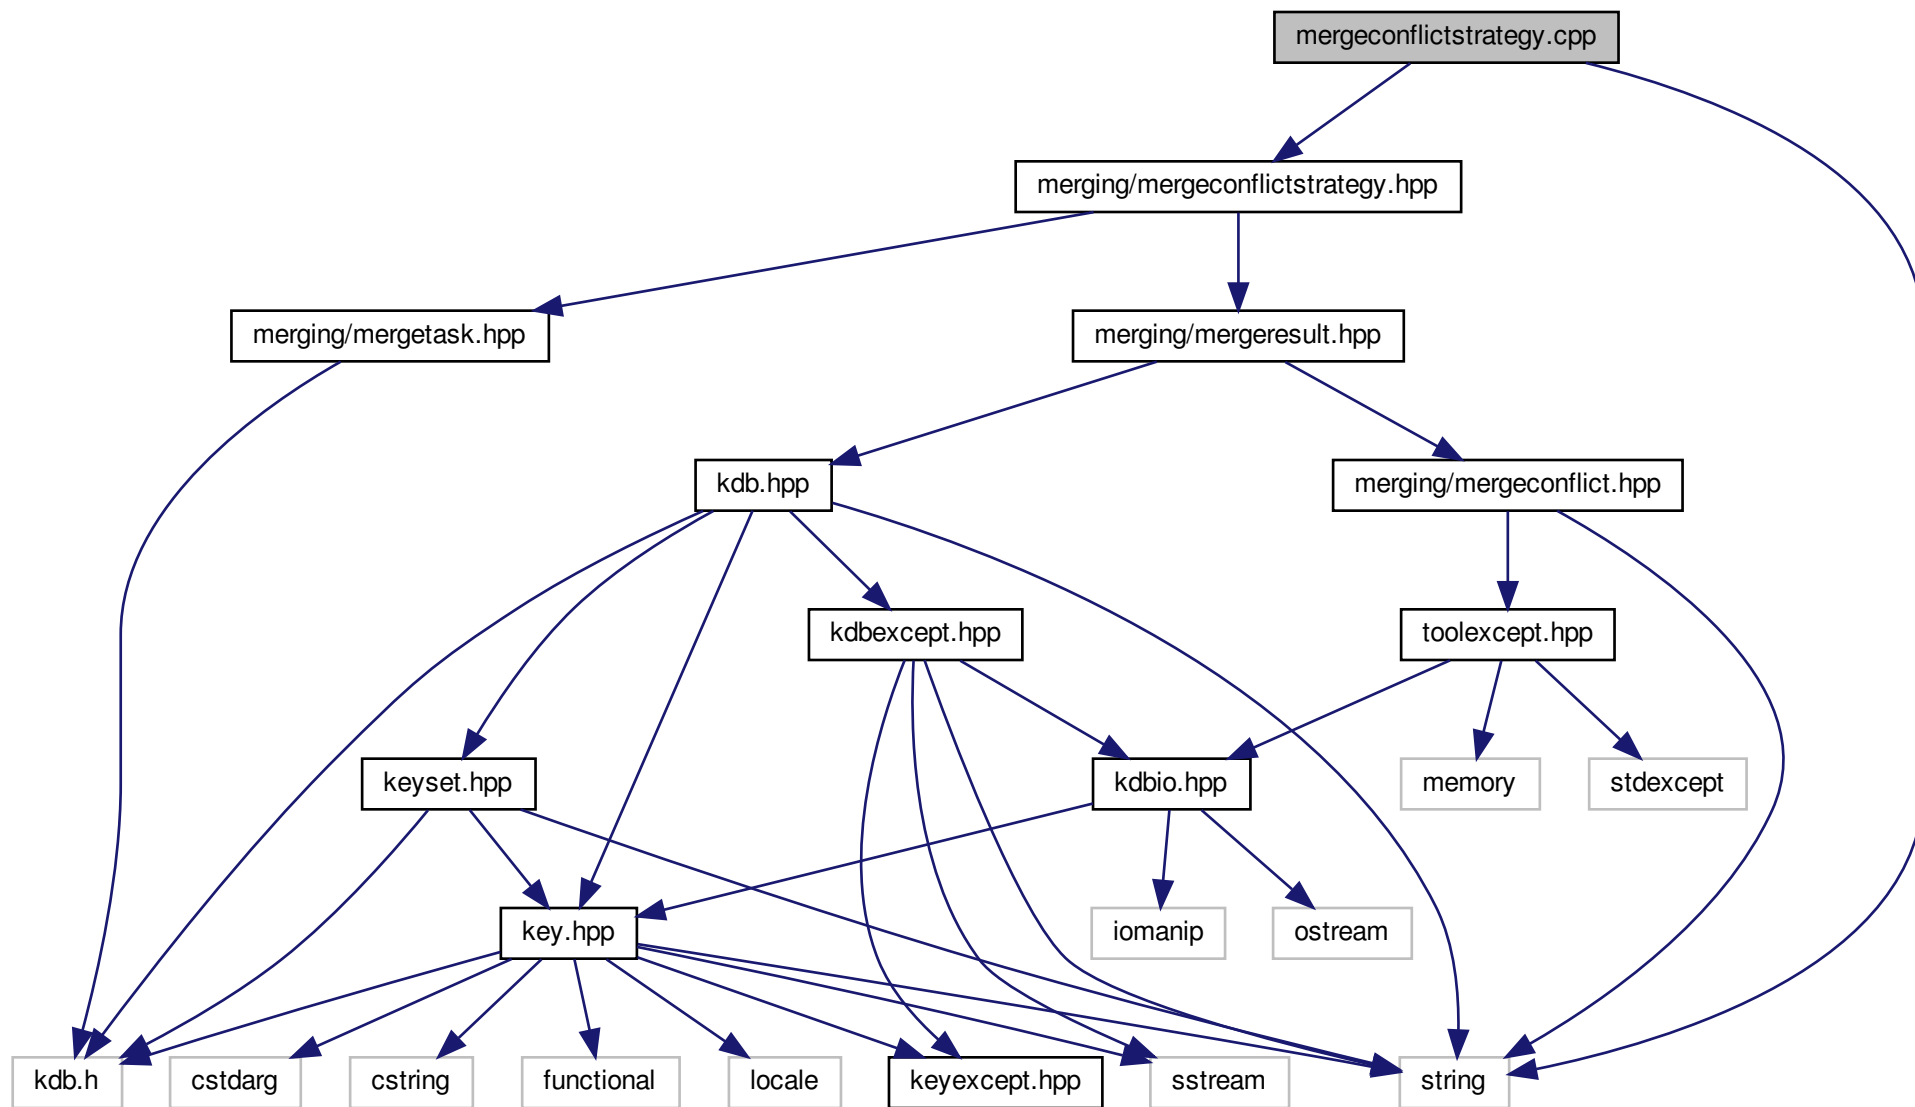 mergeconflictstrategy.cpp
merging/mergeconflictstrategy.hpp
merging/mergetask.hpp
merging/mergeresult.hpp
kdb.hpp
merging/mergeconflict.hpp
kdbexcept.hpp
toolexcept.hpp
keyset.hpp
kdbio.hpp
memory
stdexcept
key.hpp
iomanip
ostream
kdb.h
cstdarg
cstring
functional
locale
keyexcept.hpp
sstream
string